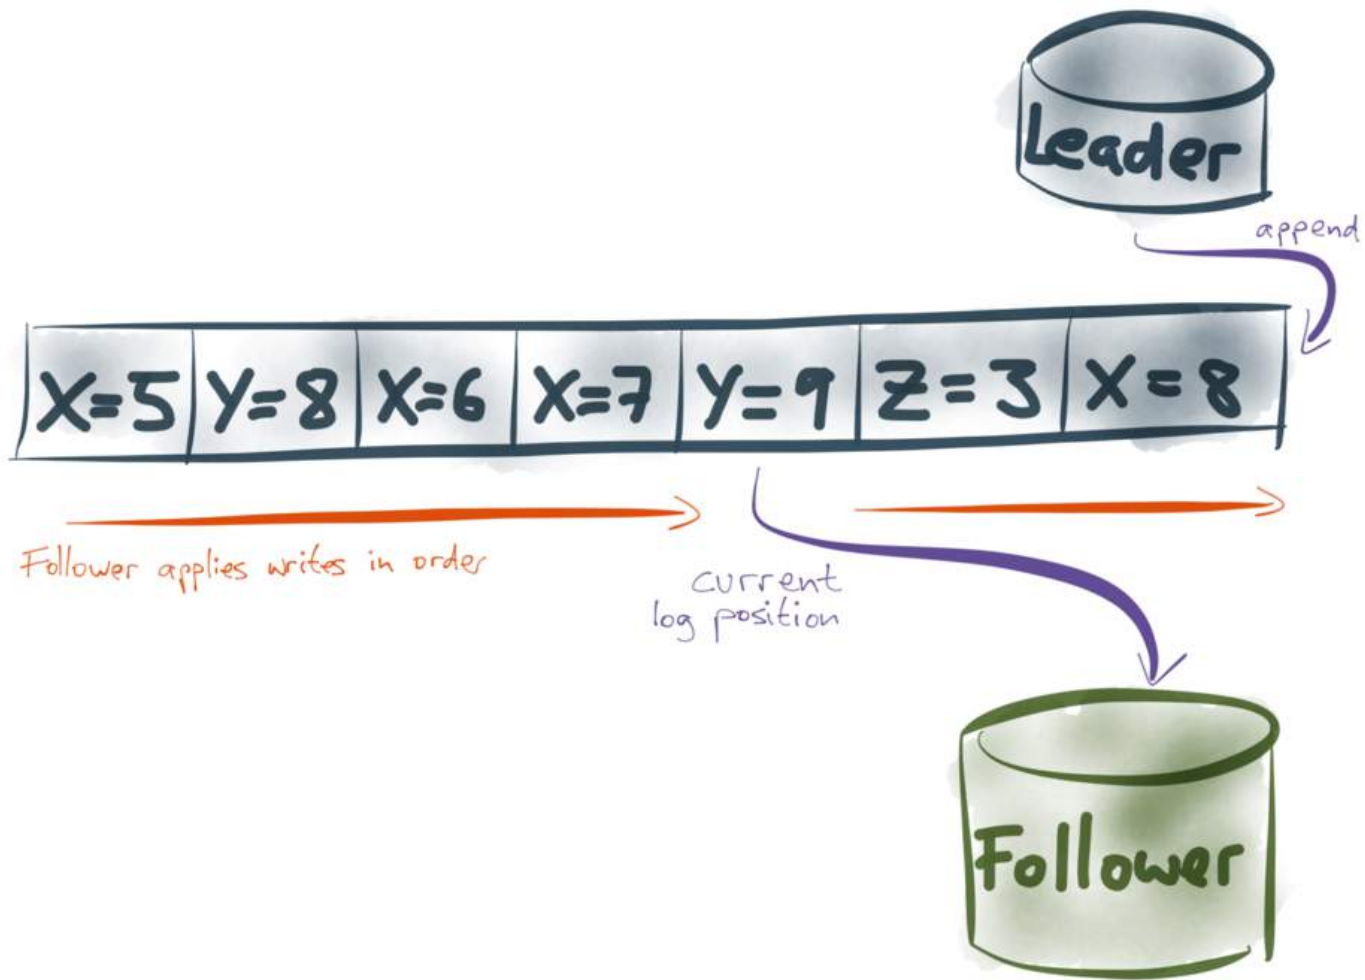 Leader
append
X=5 Y=8 X=6 X=7 Y=9 Z=3 X=8
Follower applies writes in order
current
log position
Follower